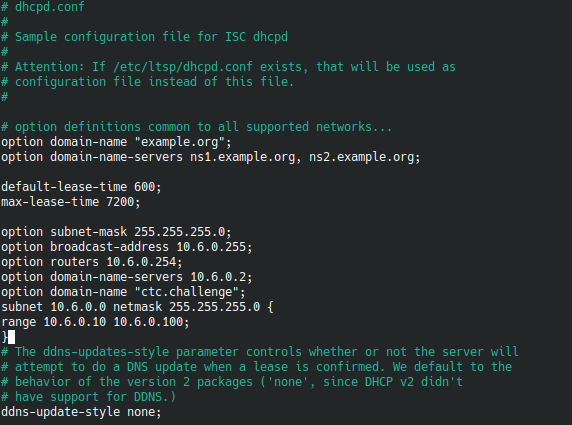 # dhcpd.conf
#
# Sample configuration file for ISC dhcpd
#
# Attention: If /etc/ltsp/dhcpd.conf exists, that will be used as
# configuration file instead of this file.
#
# option definitions common to all supported networks...
option domain-name "example.org";
option domain-name-servers ns1.example.org, ns2.example.org;
default-lease-time 600;
max-lease-time 7200;
option subnet-mask 255.255.255.0;
option broadcast-address 10.6.0.255;
option routers 10.6.0.254;
option domain-name-servers 10.6.0.2;
option domain-name "ctc.challenge";
subnet 10.6.0.0 netmask 255.255.255.0 {
range 10.6.0.10 10.6.0.100;
}
# The ddns-updates-style parameter controls whether or not the server will
# attempt to do a DNS update when a lease is confirmed. We default to the
# behavior of the version 2 packages ('none', since DHCP v2 didn't
# have support for DDNS.)
ddns-update-style none;